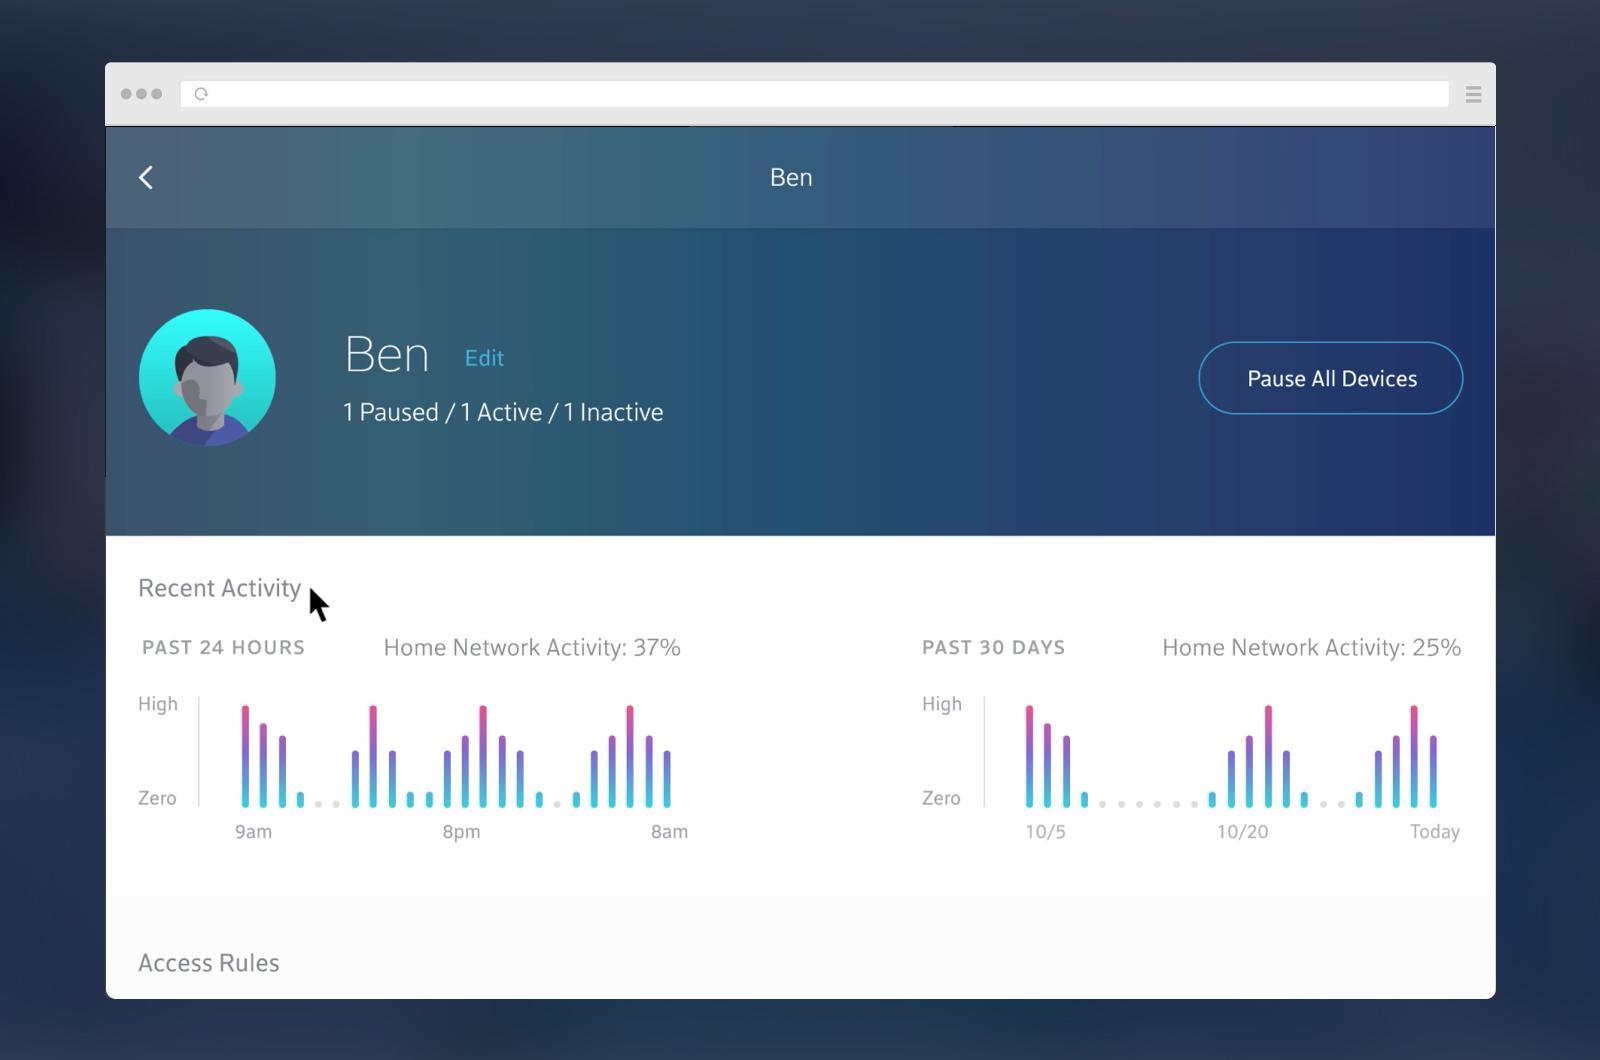 Ben
Ben Edit
1 Paused / 1 Active / 1 Inactive
Pause All Devices
Recent Activity
PAST 24 HOURS Home Network Activity: 37%
High
Zero
9am 8pm 8am
PAST 30 DAYS Home Network Activity: 25%
High
Zero
10/5 10/20 Today
Access Rules